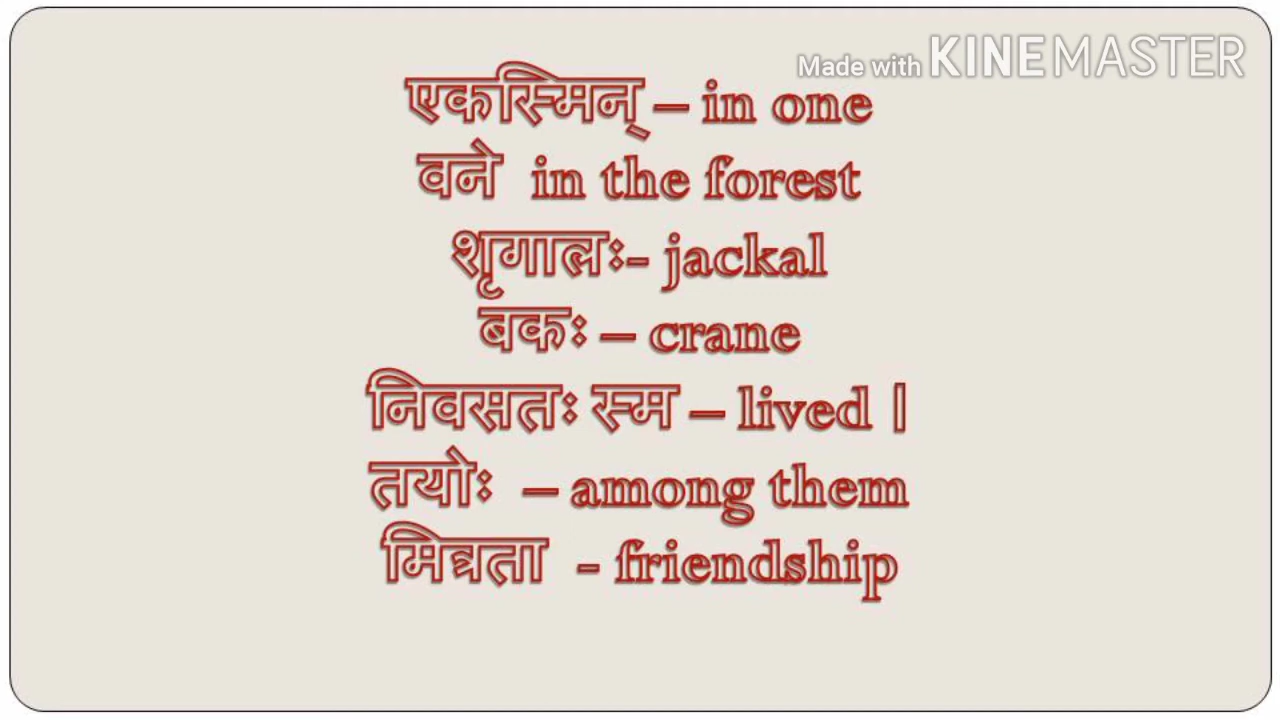 Made with KINEMASTER
एकस्मिन् – in one
वने in the forest
शृगालः- jackal
बकः – crane
निवसतः स्म – lived |
तयोः – among them
मित्रता - friendship